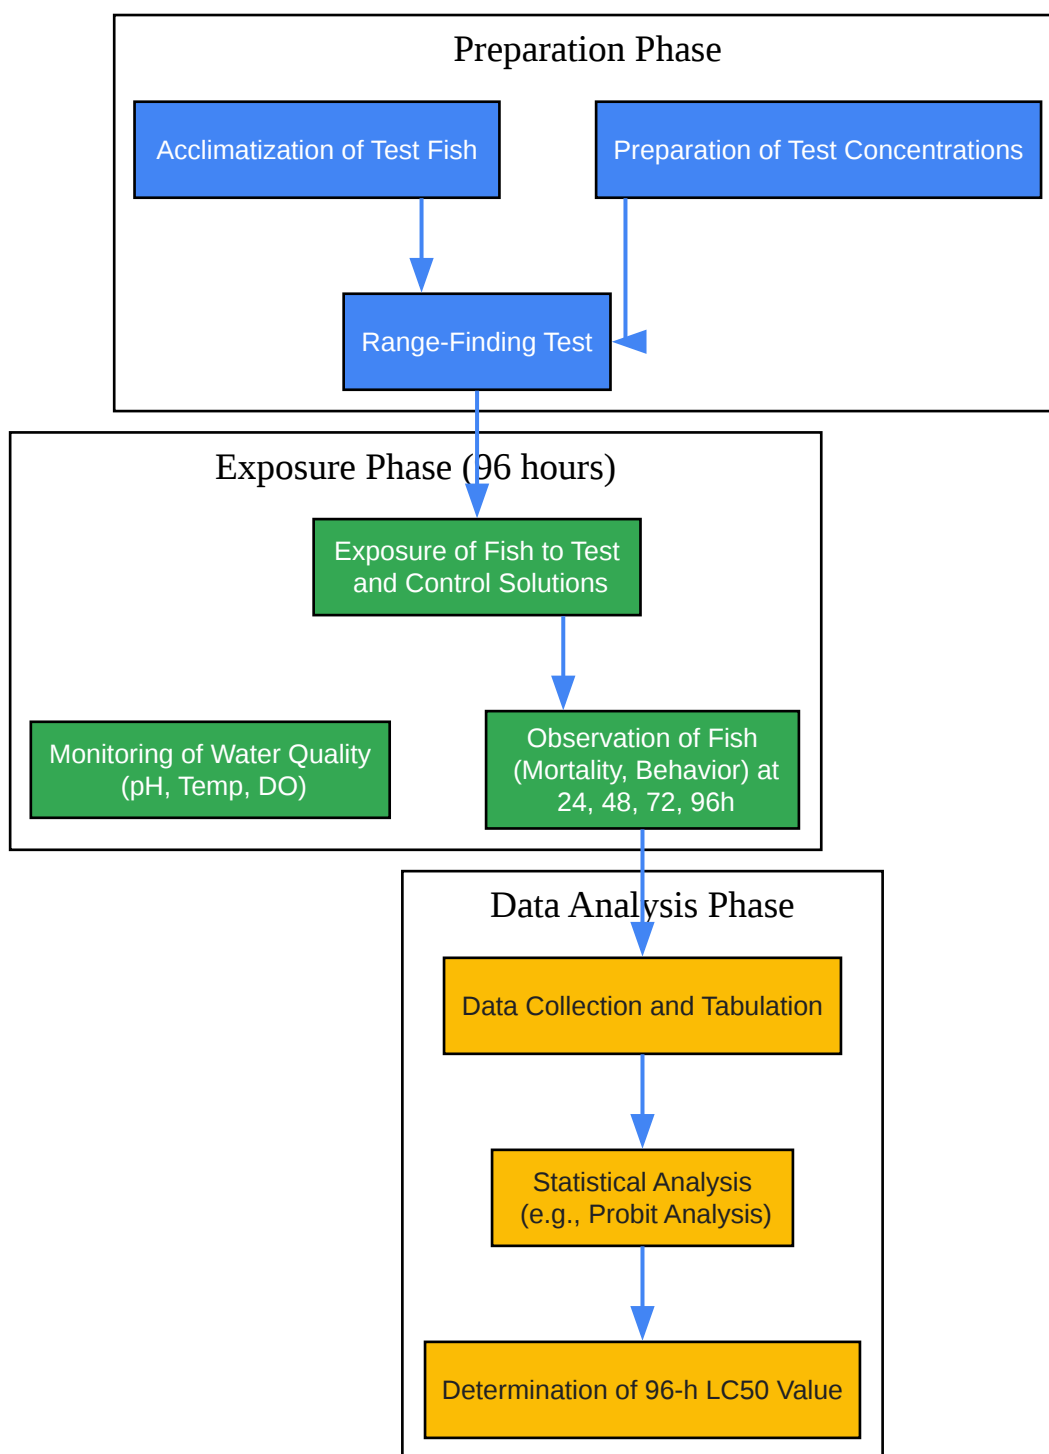 Preparation Phase
Acclimatization of Test Fish
Preparation of Test Concentrations
Range-Finding Test
Exposure Phase (96 hours)
Exposure of Fish to Test
and Control Solutions
Monitoring of Water Quality
(pH, Temp, DO)
Observation of Fish
(Mortality, Behavior) at
24, 48, 72, 96h
Data Analysis Phase
Data Collection and Tabulation
Statistical Analysis
(e.g., Probit Analysis)
Determination of 96-h LC50 Value